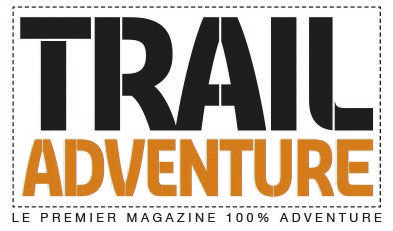 TRAIL
ADVENTURE
LE PREMIER MAGAZINE 100% ADVENTURE